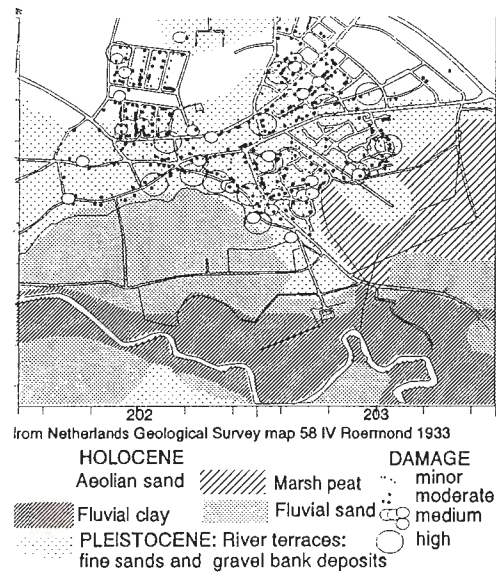 202 203
from Netherlands Geological Survey map 58 IV Roermond 1933
HOLOCENE DAMAGE
Aeolian sand Marsh peat minor
moderate
Fluvial clay Fluvial sand medium
PLEISTOCENE: River terraces: high
fine sands and gravel bank deposits